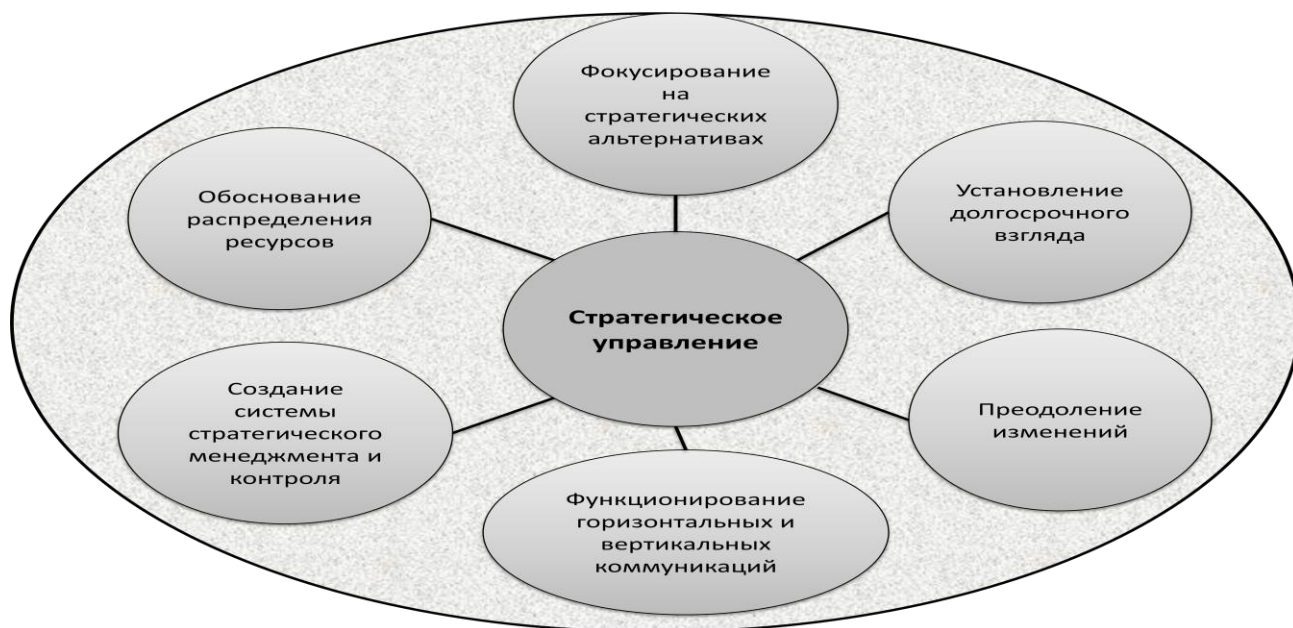 Фокусирование
на
стратегических
альтернативах
Обоснование
распределения
ресурсов
Установление
долгосрочного
взгляда
Стратегическое
управление
Создание
системы
стратегического
менеджмента и
контроля
Преодоление
изменений
Функционирование
горизонтальных и
вертикальных
коммуникаций